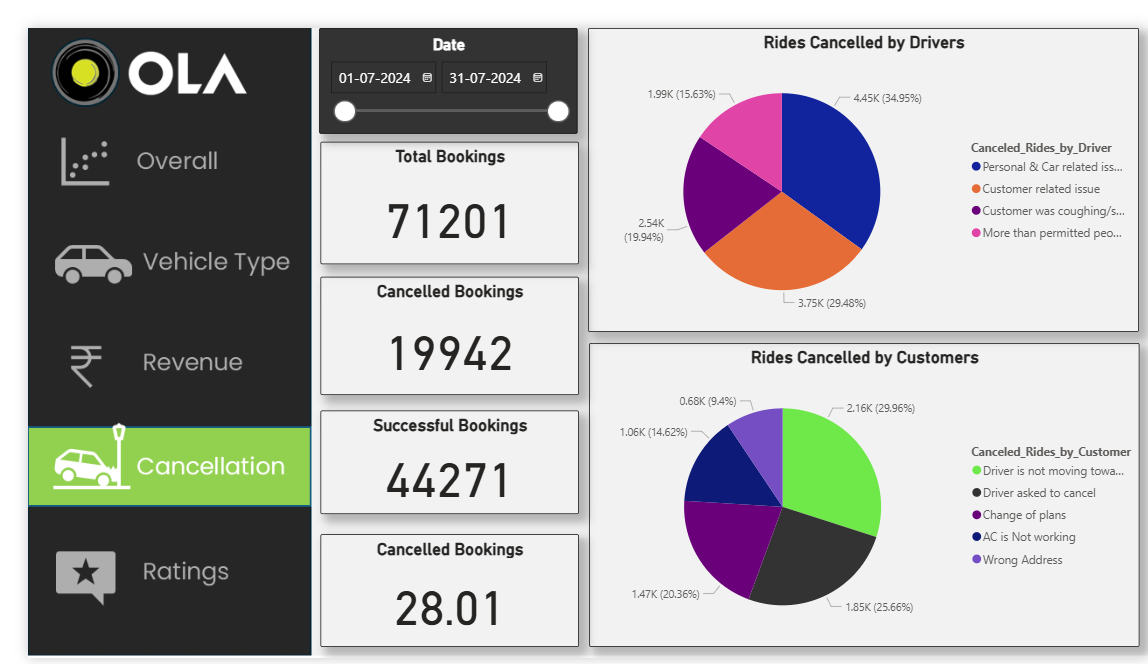 OLA
Overall
Vehicle Type
Revenue
Cancellation
Ratings
Date
01-07-2024
31-07-2024
Total Bookings
71201
Cancelled Bookings
19942
Successful Bookings
44271
Cancelled Bookings
28.01
Rides Cancelled by Drivers
1.99K (15.63%)
4.45K (34.95%)
2.54K
(19.94%)
3.75K (29.48%)
Canceled_Rides_by_Driver
Personal & Car related iss...
Customer related issue
Customer was coughing/s...
More than permitted peo...
Rides Cancelled by Customers
0.68K (9.4%)
2.16K (29.96%)
1.06K (14.62%)
1.47K (20.36%)
1.85K (25.66%)
Canceled_Rides_by_Customer
Driver is not moving towa...
Driver asked to cancel
Change of plans
AC is Not working
Wrong Address